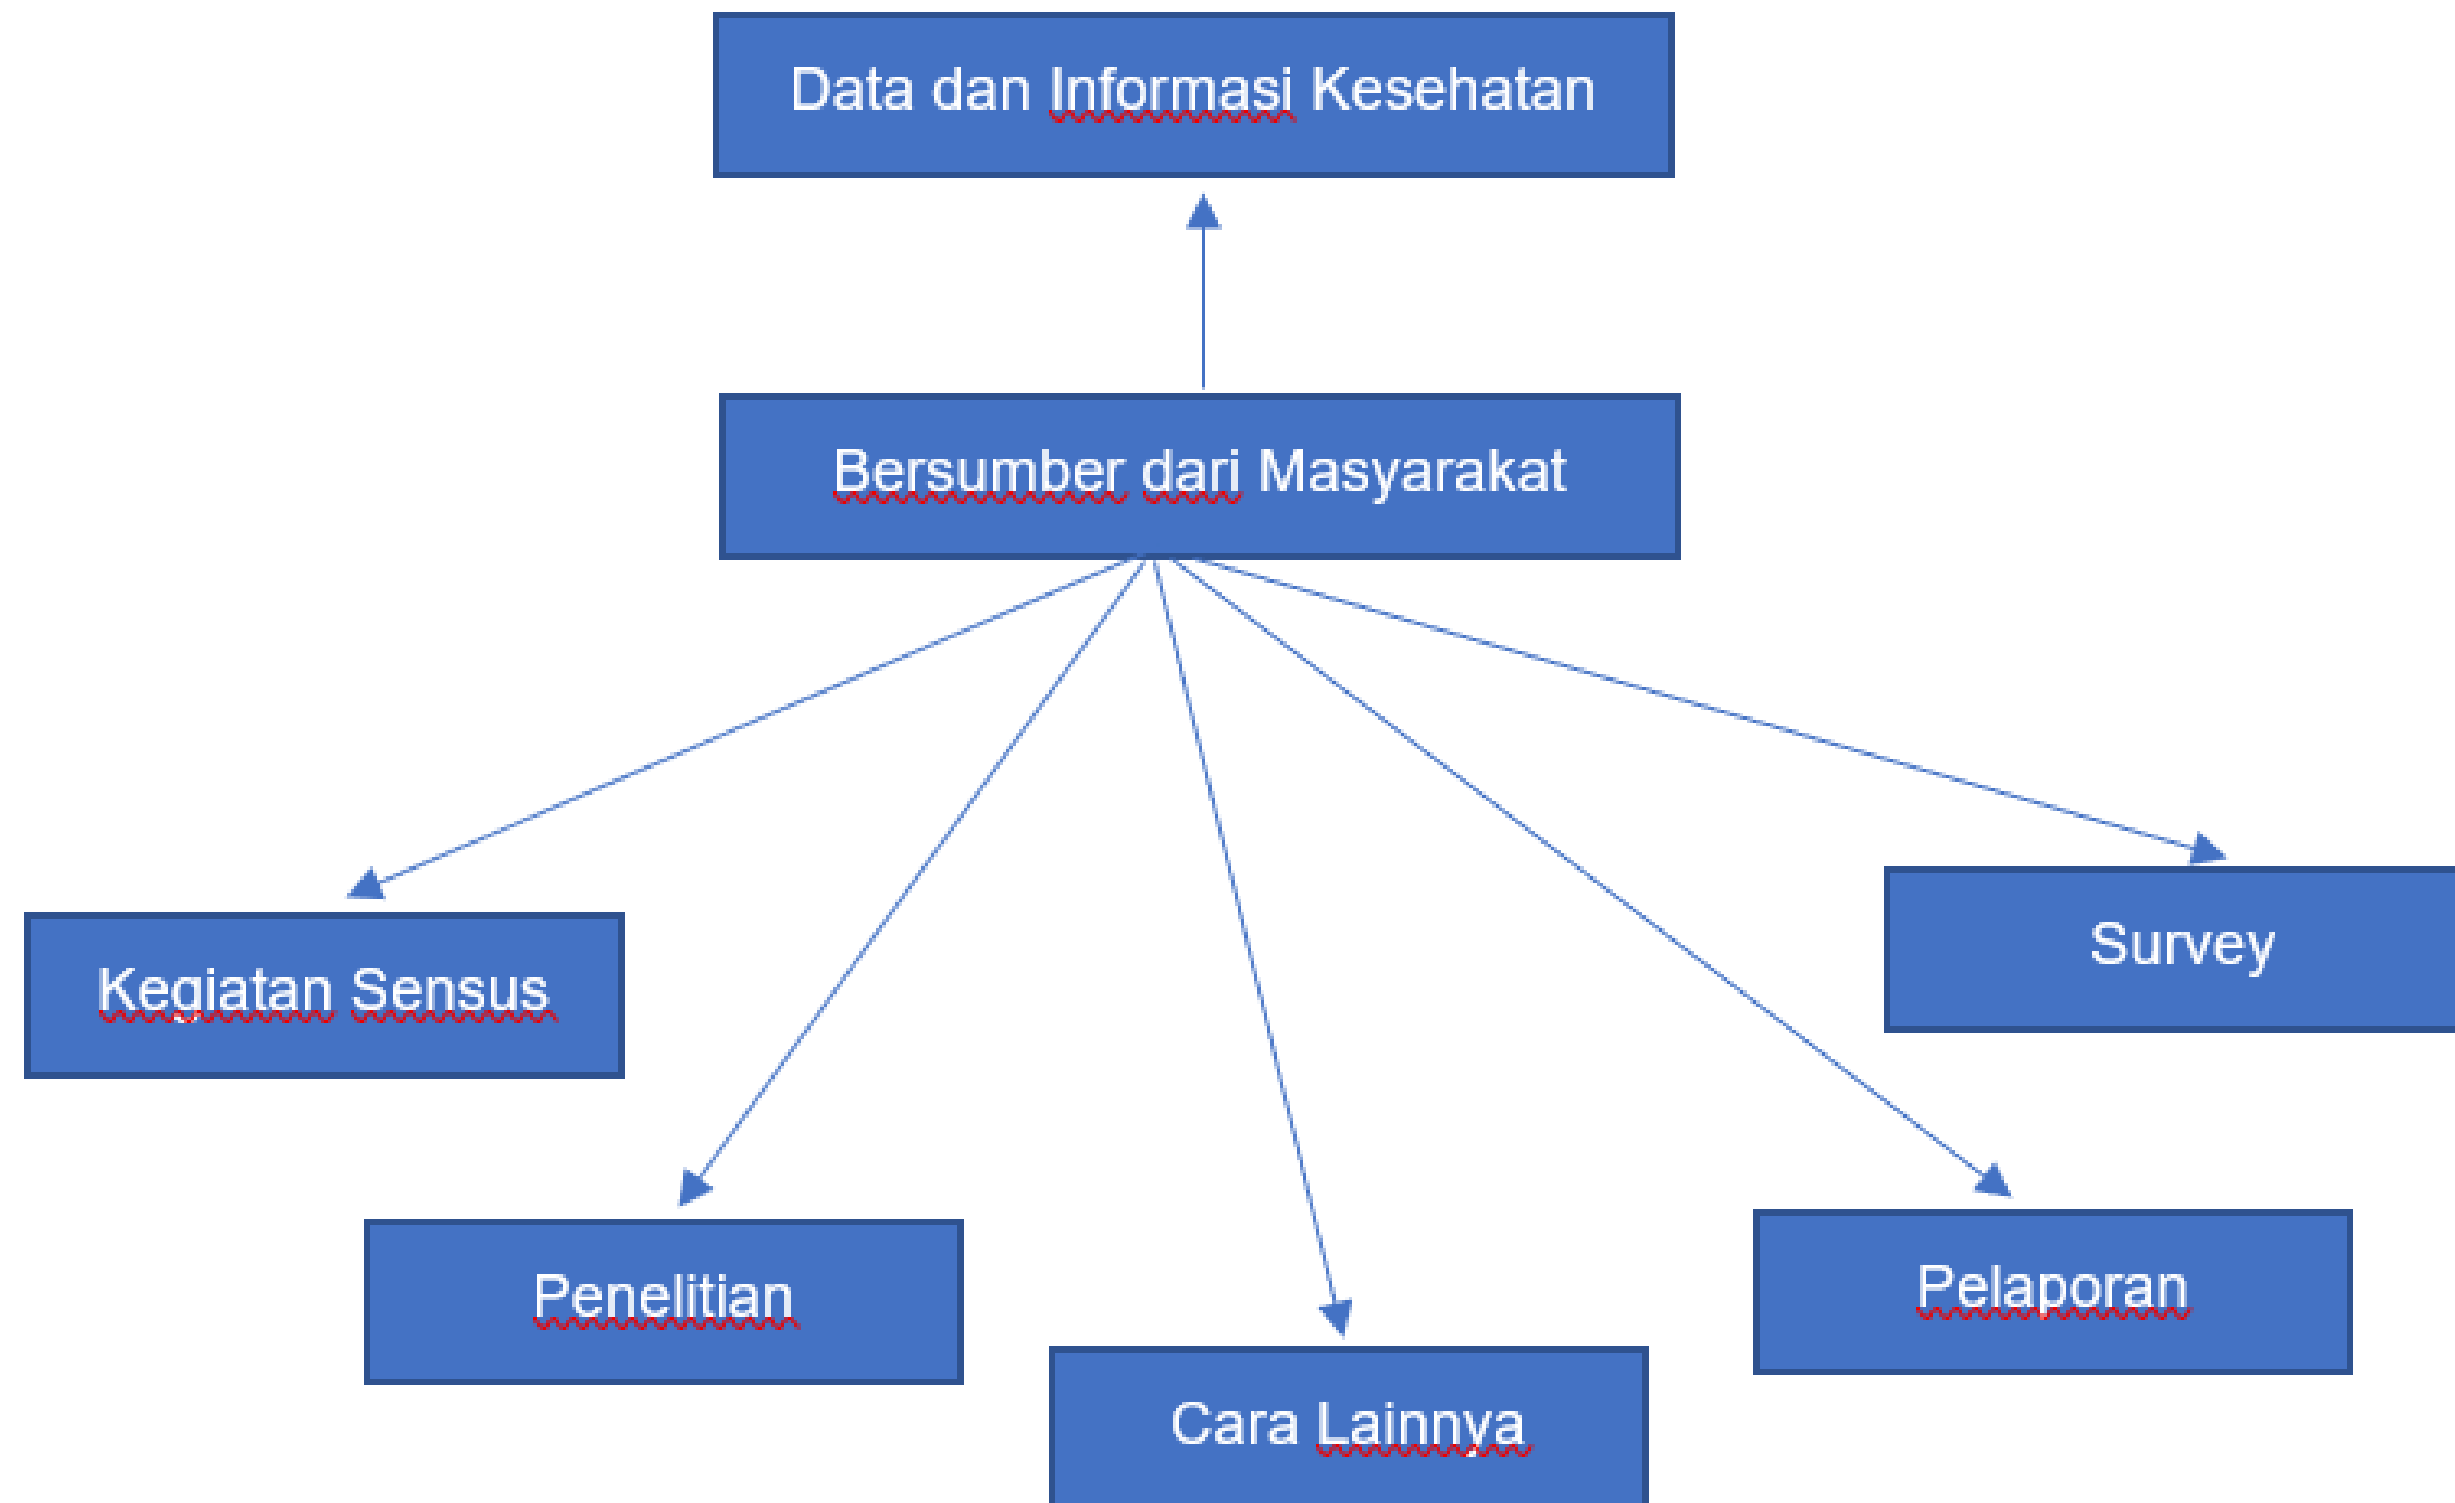 Data dan Informasi Kesehatan
Bersumber dari Masyarakat
Kegiatan Sensus
Survey
Penelitian
Pelaporan
Cara Lainnya